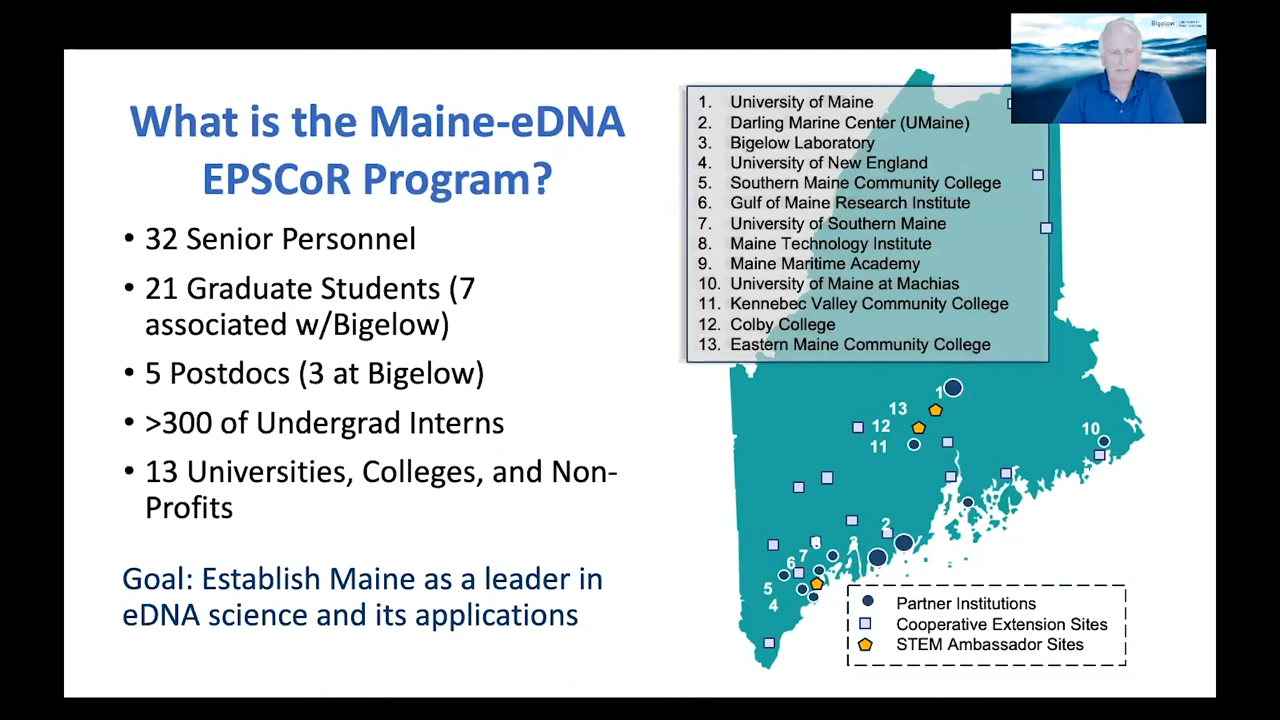 Bigelow
What is the Maine-eDNA
EPSCoR Program?
• 32 Senior Personnel
• 21 Graduate Students (7
associated w/Bigelow)
• 5 Postdocs (3 at Bigelow)
• >300 of Undergrad Interns
• 13 Universities, Colleges, and Non-
Profits
Goal: Establish Maine as a leader in
eDNA science and its applications
1. University of Maine
2. Darling Marine Center (UMaine)
3. Bigelow Laboratory
4. University of New England
5. Southern Maine Community College
6. Gulf of Maine Research Institute
7. University of Southern Maine
8. Maine Technology Institute
9. Maine Maritime Academy
10. University of Maine at Machias
11. Kennebec Valley Community College
12. Colby College
13. Eastern Maine Community College
1
13
12
11
10
2
3
8
7
6
5
4
Partner Institutions
Cooperative Extension Sites
STEM Ambassador Sites